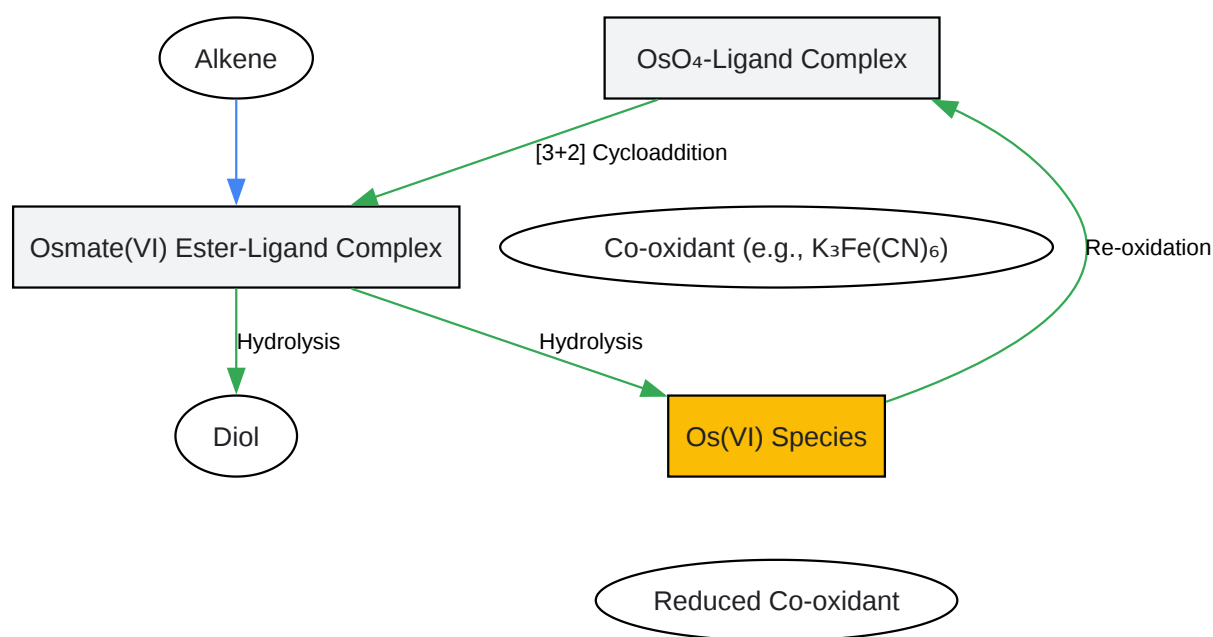 Alkene
OsO₄-Ligand Complex
[3+2] Cycloaddition
Osmate(VI) Ester-Ligand Complex
Co-oxidant (e.g., K₃Fe(CN)₆)
Re-oxidation
Hydrolysis
Hydrolysis
Diol
Os(VI) Species
Reduced Co-oxidant